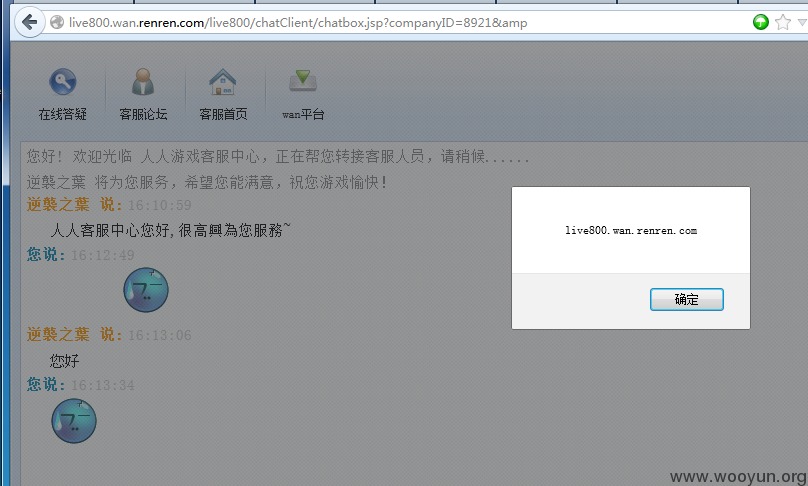 live800.wan.renren.com/live800/chatClient/chatbox.jsp?companyID=8921&amp
在线答疑 客服论坛 客服首页 wan平台
您好! 欢迎光临 人人游戏客服中心，正在帮您转接客服人员，请稍候......
逆襲之葉 将为您服务，希望您能满意，祝您游戏愉快!
逆襲之葉 说: 16:10:59
人人客服中心您好,很高興為您服務~
您说: 16:12:49
逆襲之葉 说: 16:13:06
您好
您说: 16:13:34
live800.wan.renren.com
确定
www.wooyun.org